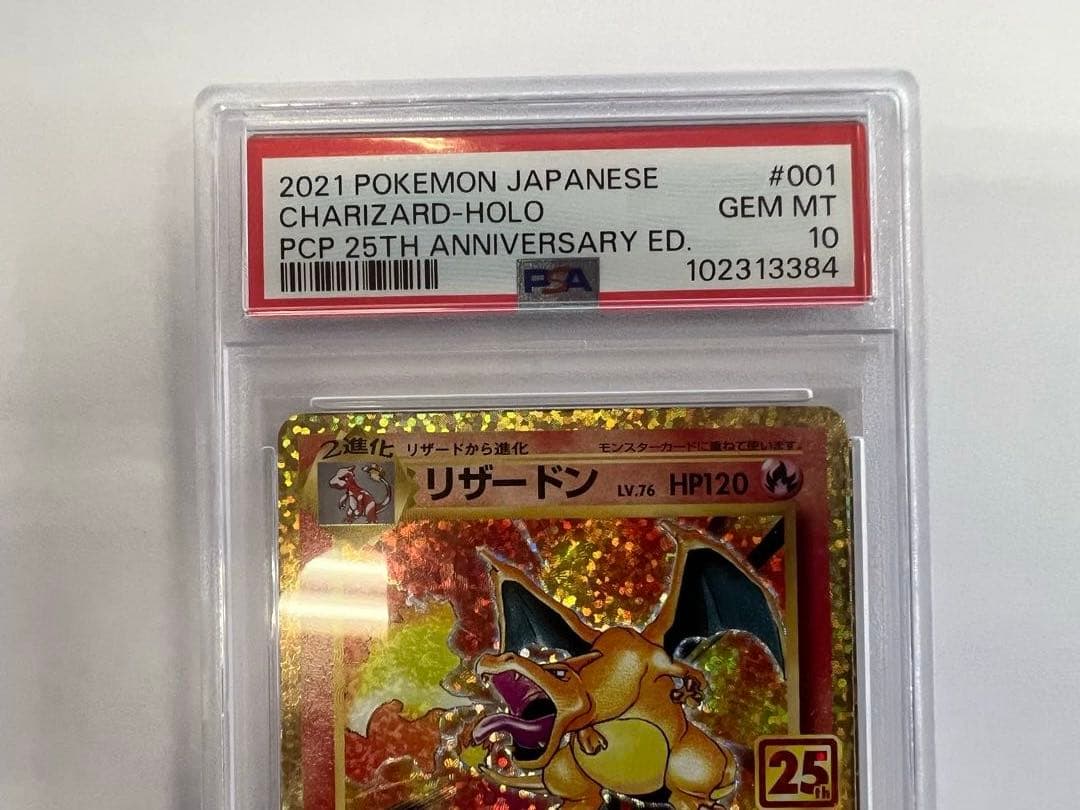 2021 POKEMON JAPANESE #001
CHARIZARD-HOLO GEM MT
PCP 25TH ANNIVERSARY ED. 10
PSA 102313384
2進化 リザードから進化 モンスターカードに重ねて使います。
リザードン LV.76 HP120
25th